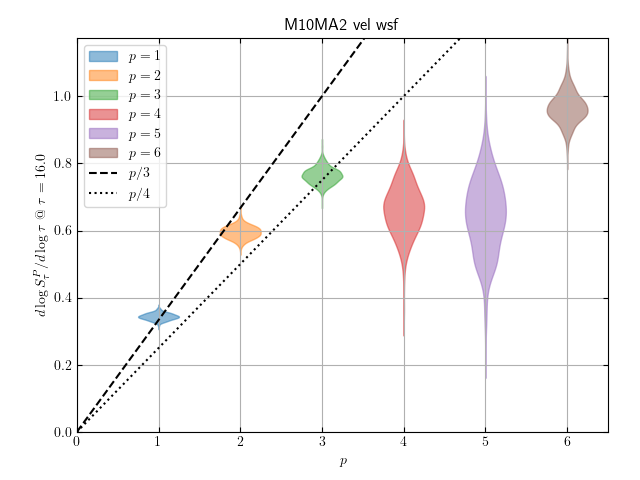 M10MA2 vel wsf
p = 1
p = 2
p = 3
p = 4
p = 5
p = 6
p/3
p/4
d log S_τ^P / d log τ @ τ = 16.0
1.0
0.8
0.6
0.4
0.2
0.0
0 1 2 3 4 5 6
p